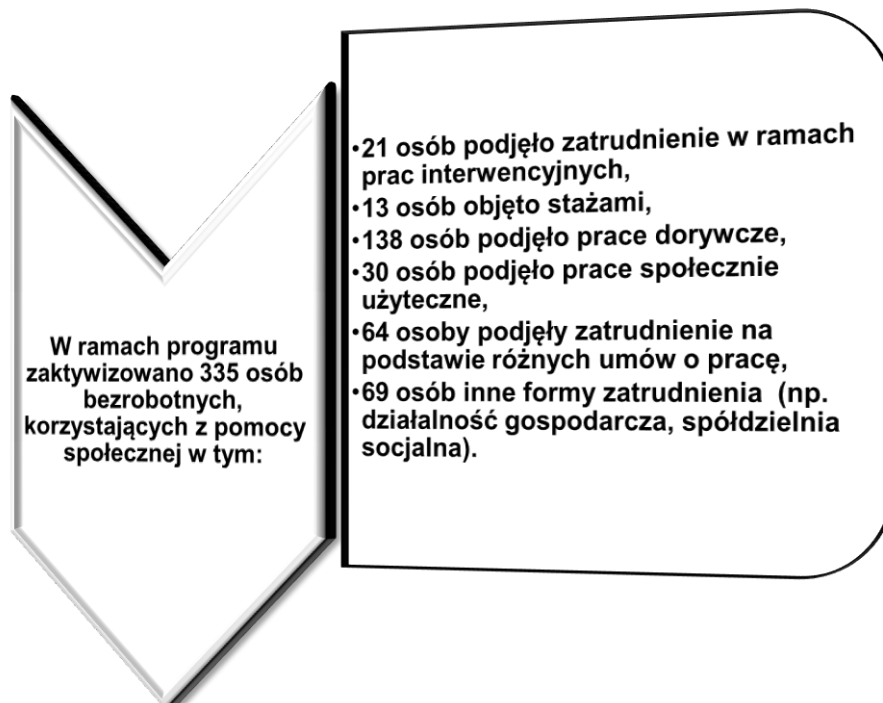 W ramach programu
zaktywizowano 335 osób
bezrobotnych,
korzystających z pomocy
społecznej w tym:
•21 osób podjęło zatrudnienie w ramach
prac interwencyjnych,
•13 osób objęto stażami,
•138 osób podjęło prace dorywcze,
•30 osób podjęło prace społecznie
użyteczne,
•64 osoby podjęły zatrudnienie na
podstawie różnych umów o pracę,
•69 osób inne formy zatrudnienia (np.
działalność gospodarcza, spółdzielnia
socjalna).